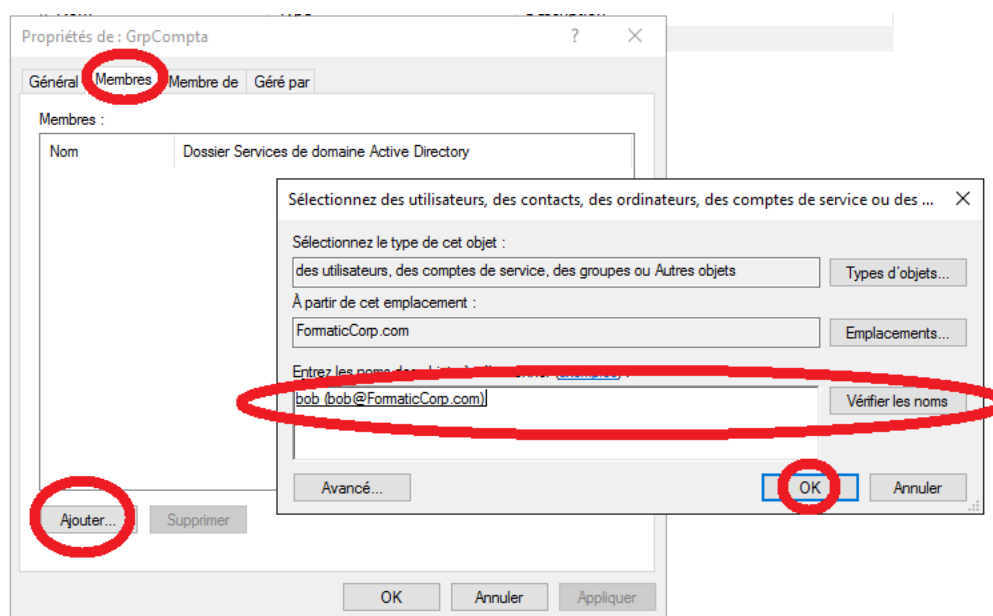 Propriétés de : GrpCompta
Général Membres Membre de Géré par
Membres :
Nom Dossier Services de domaine Active Directory
Ajouter... Supprimer
OK Annuler Appliquer
Sélectionnez des utilisateurs, des contacts, des ordinateurs, des comptes de service ou des ...
Sélectionnez le type de cet objet :
des utilisateurs, des comptes de service, des groupes ou Autres objets Types d'objets...
À partir de cet emplacement :
FormaticCorp.com Emplacements...
Entrez les noms des
bob (bob@FormaticCorp.com) Vérifier les noms
Avancé... OK Annuler